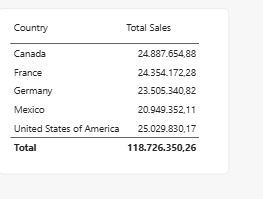 Country Total Sales
Canada 24.887.654,88
France 24.354.172,28
Germany 23.505.340,82
Mexico 20.949.352,11
United States of America 25.029.830,17
Total 118.726.350,26